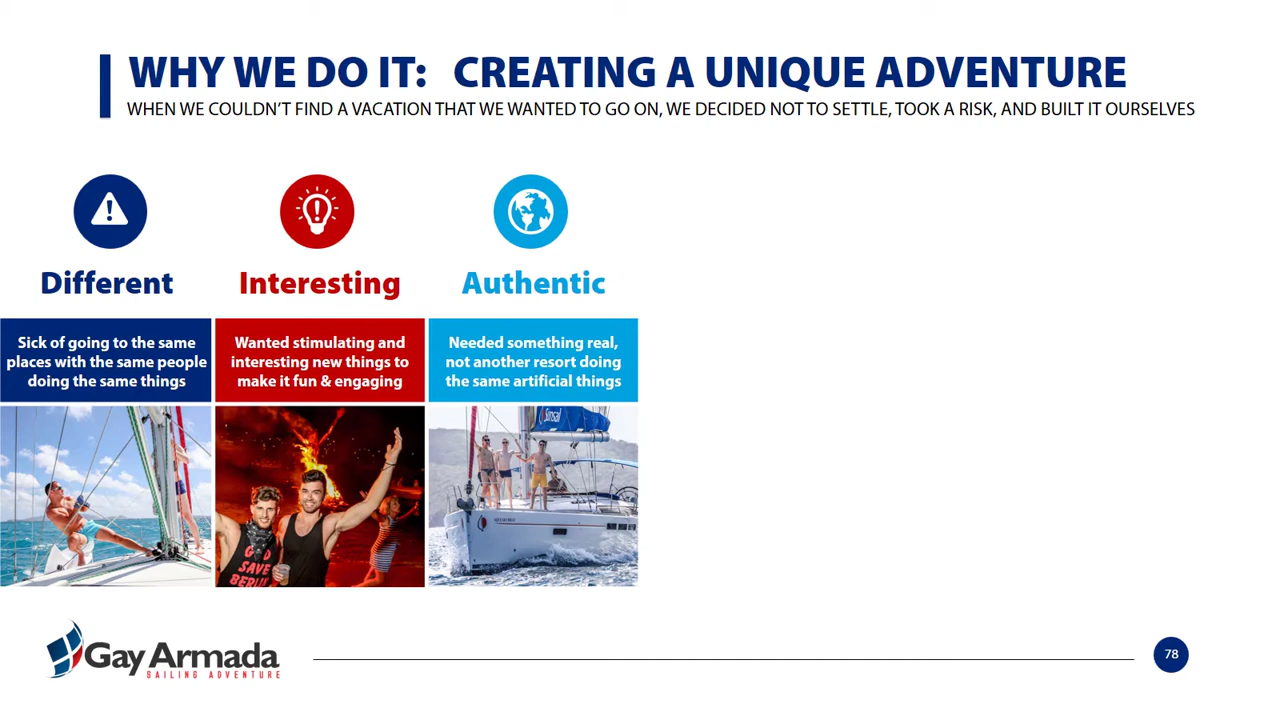 WHY WE DO IT: CREATING A UNIQUE ADVENTURE
WHEN WE COULDN'T FIND A VACATION THAT WE WANTED TO GO ON, WE DECIDED NOT TO SETTLE, TOOK A RISK, AND BUILT IT OURSELVES
Different
Sick of going to the same
places with the same people
doing the same things
Interesting
Wanted stimulating and
interesting new things to
make it fun & engaging
GOD
SAVE
BERLIN
Authentic
Needed something real,
not another resort doing
the same artificial things
Sunsail
Gay Armada
SAILING ADVENTURE
78